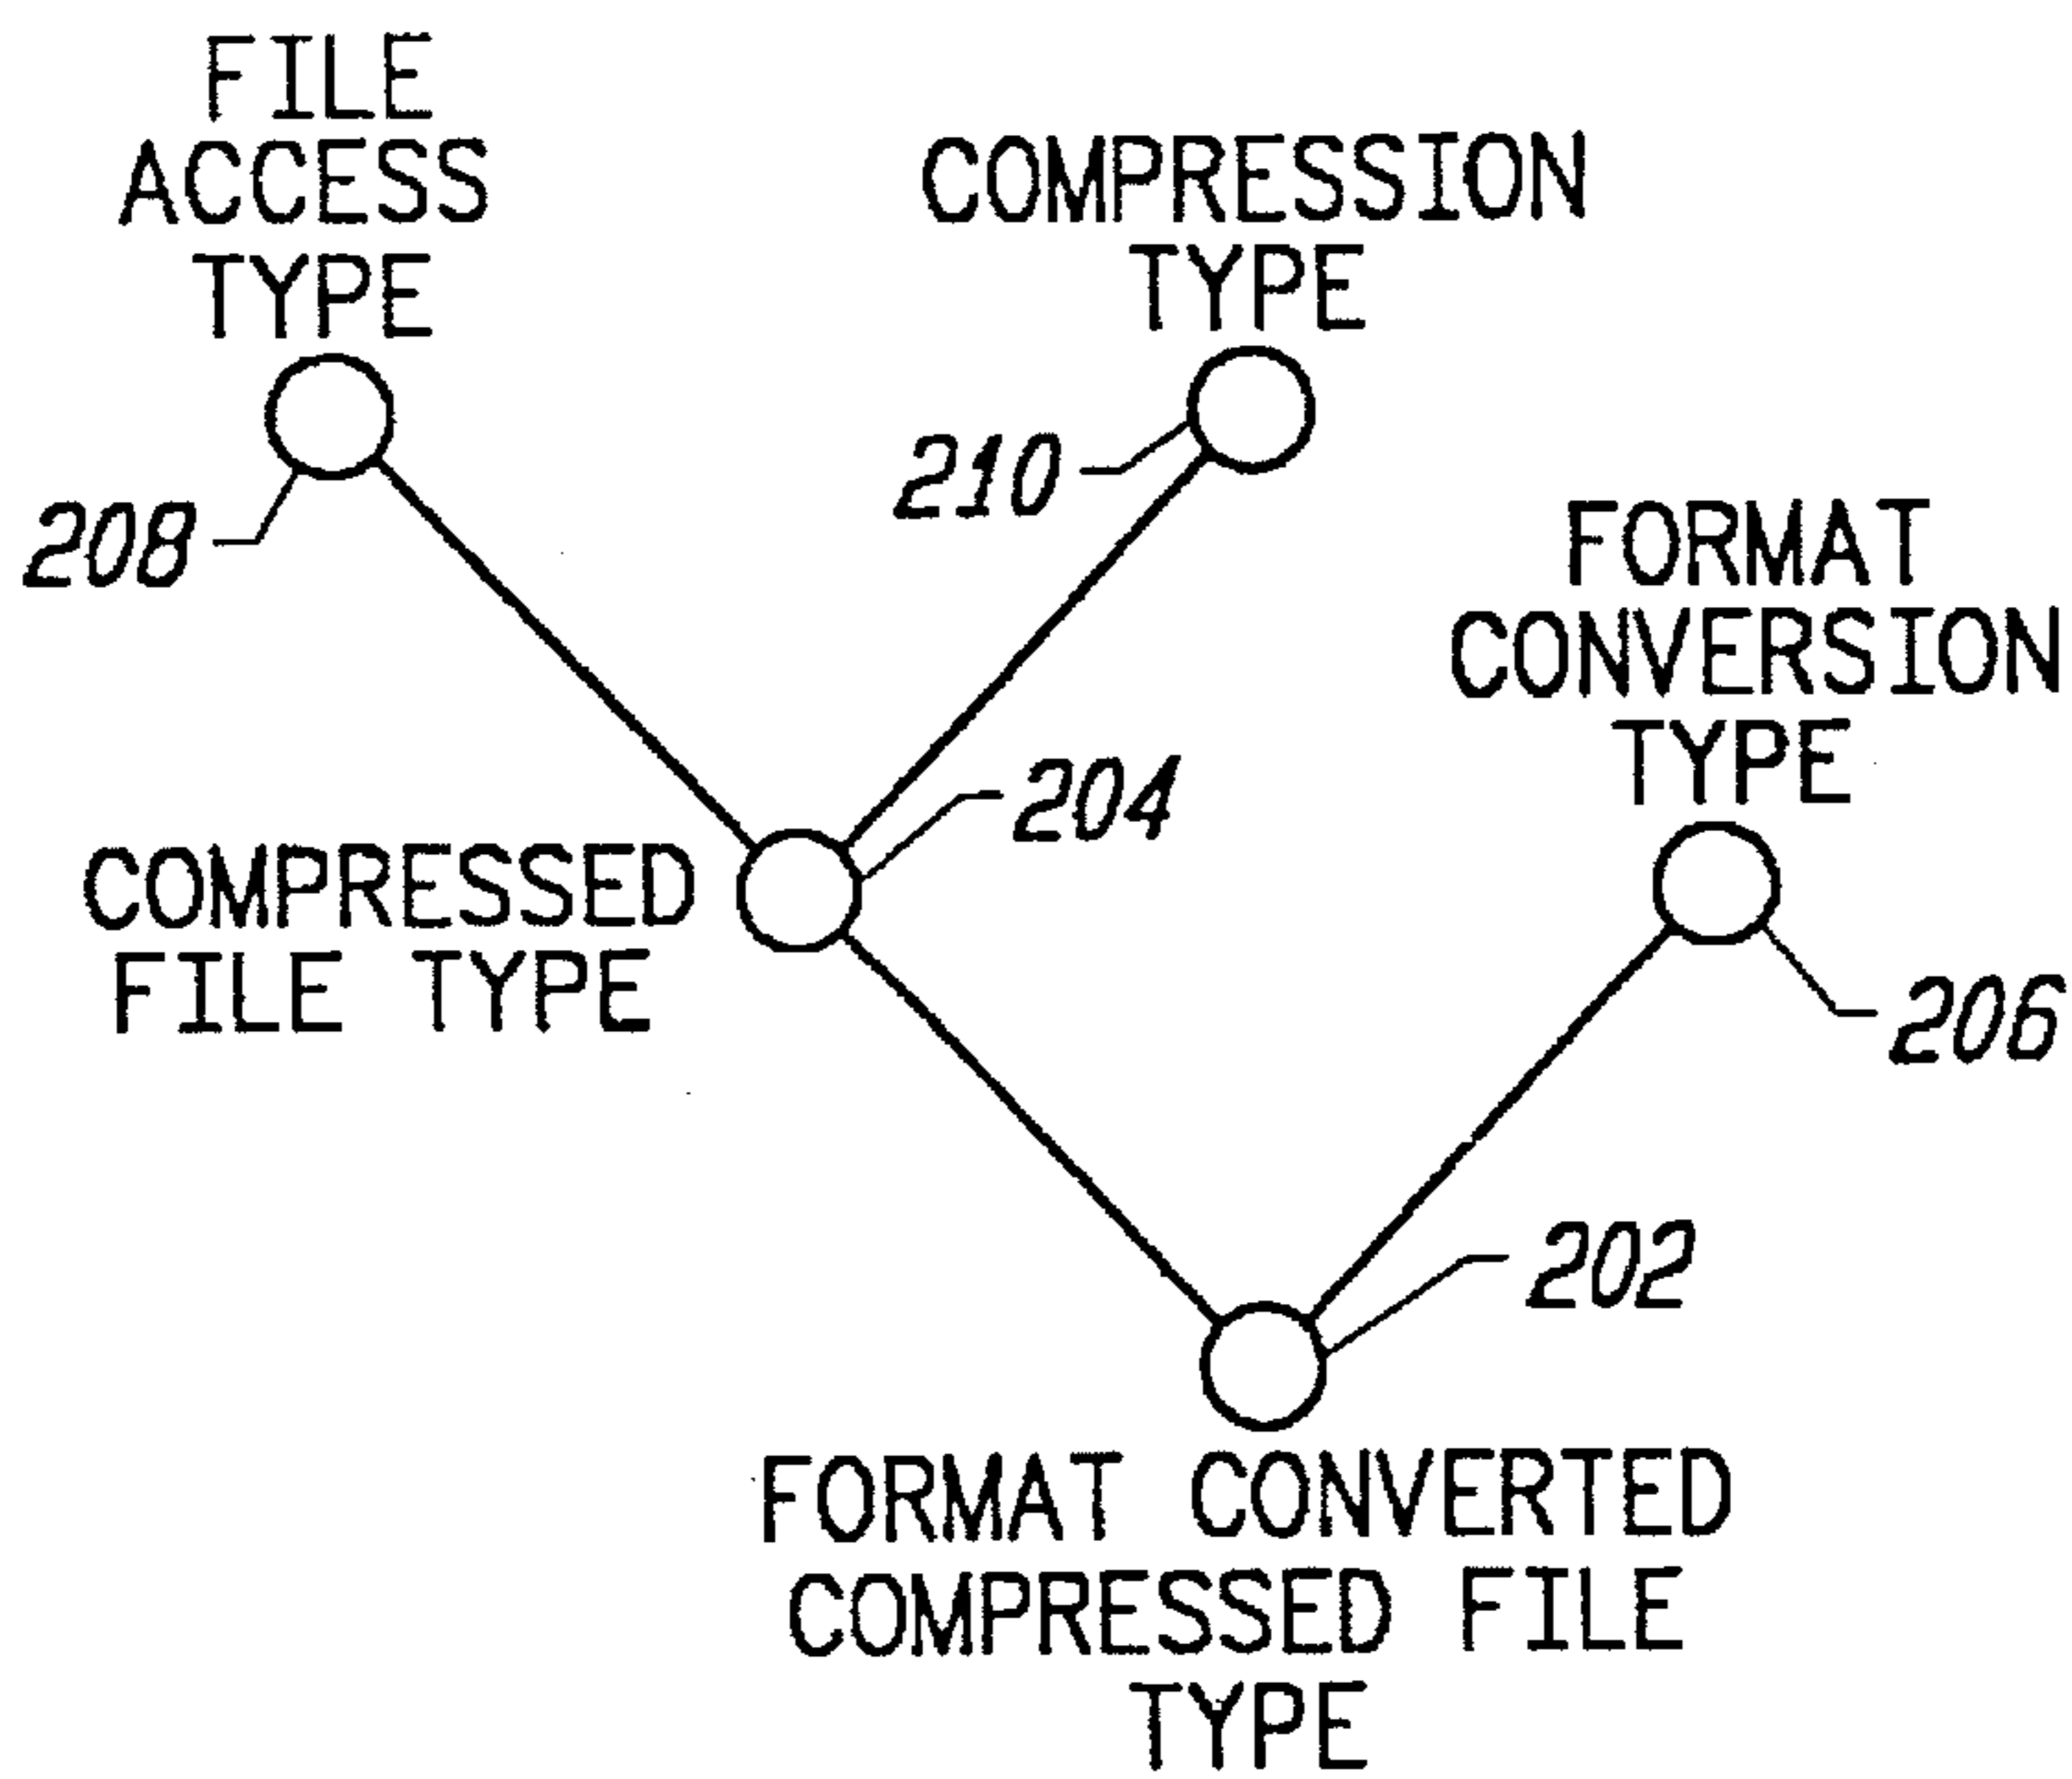 FILE
ACCESS
TYPE
COMPRESSION
TYPE
210
208
FORMAT
CONVERSION
TYPE
204
COMPRESSED
FILE TYPE
206
202
FORMAT CONVERTED
COMPRESSED FILE
TYPE